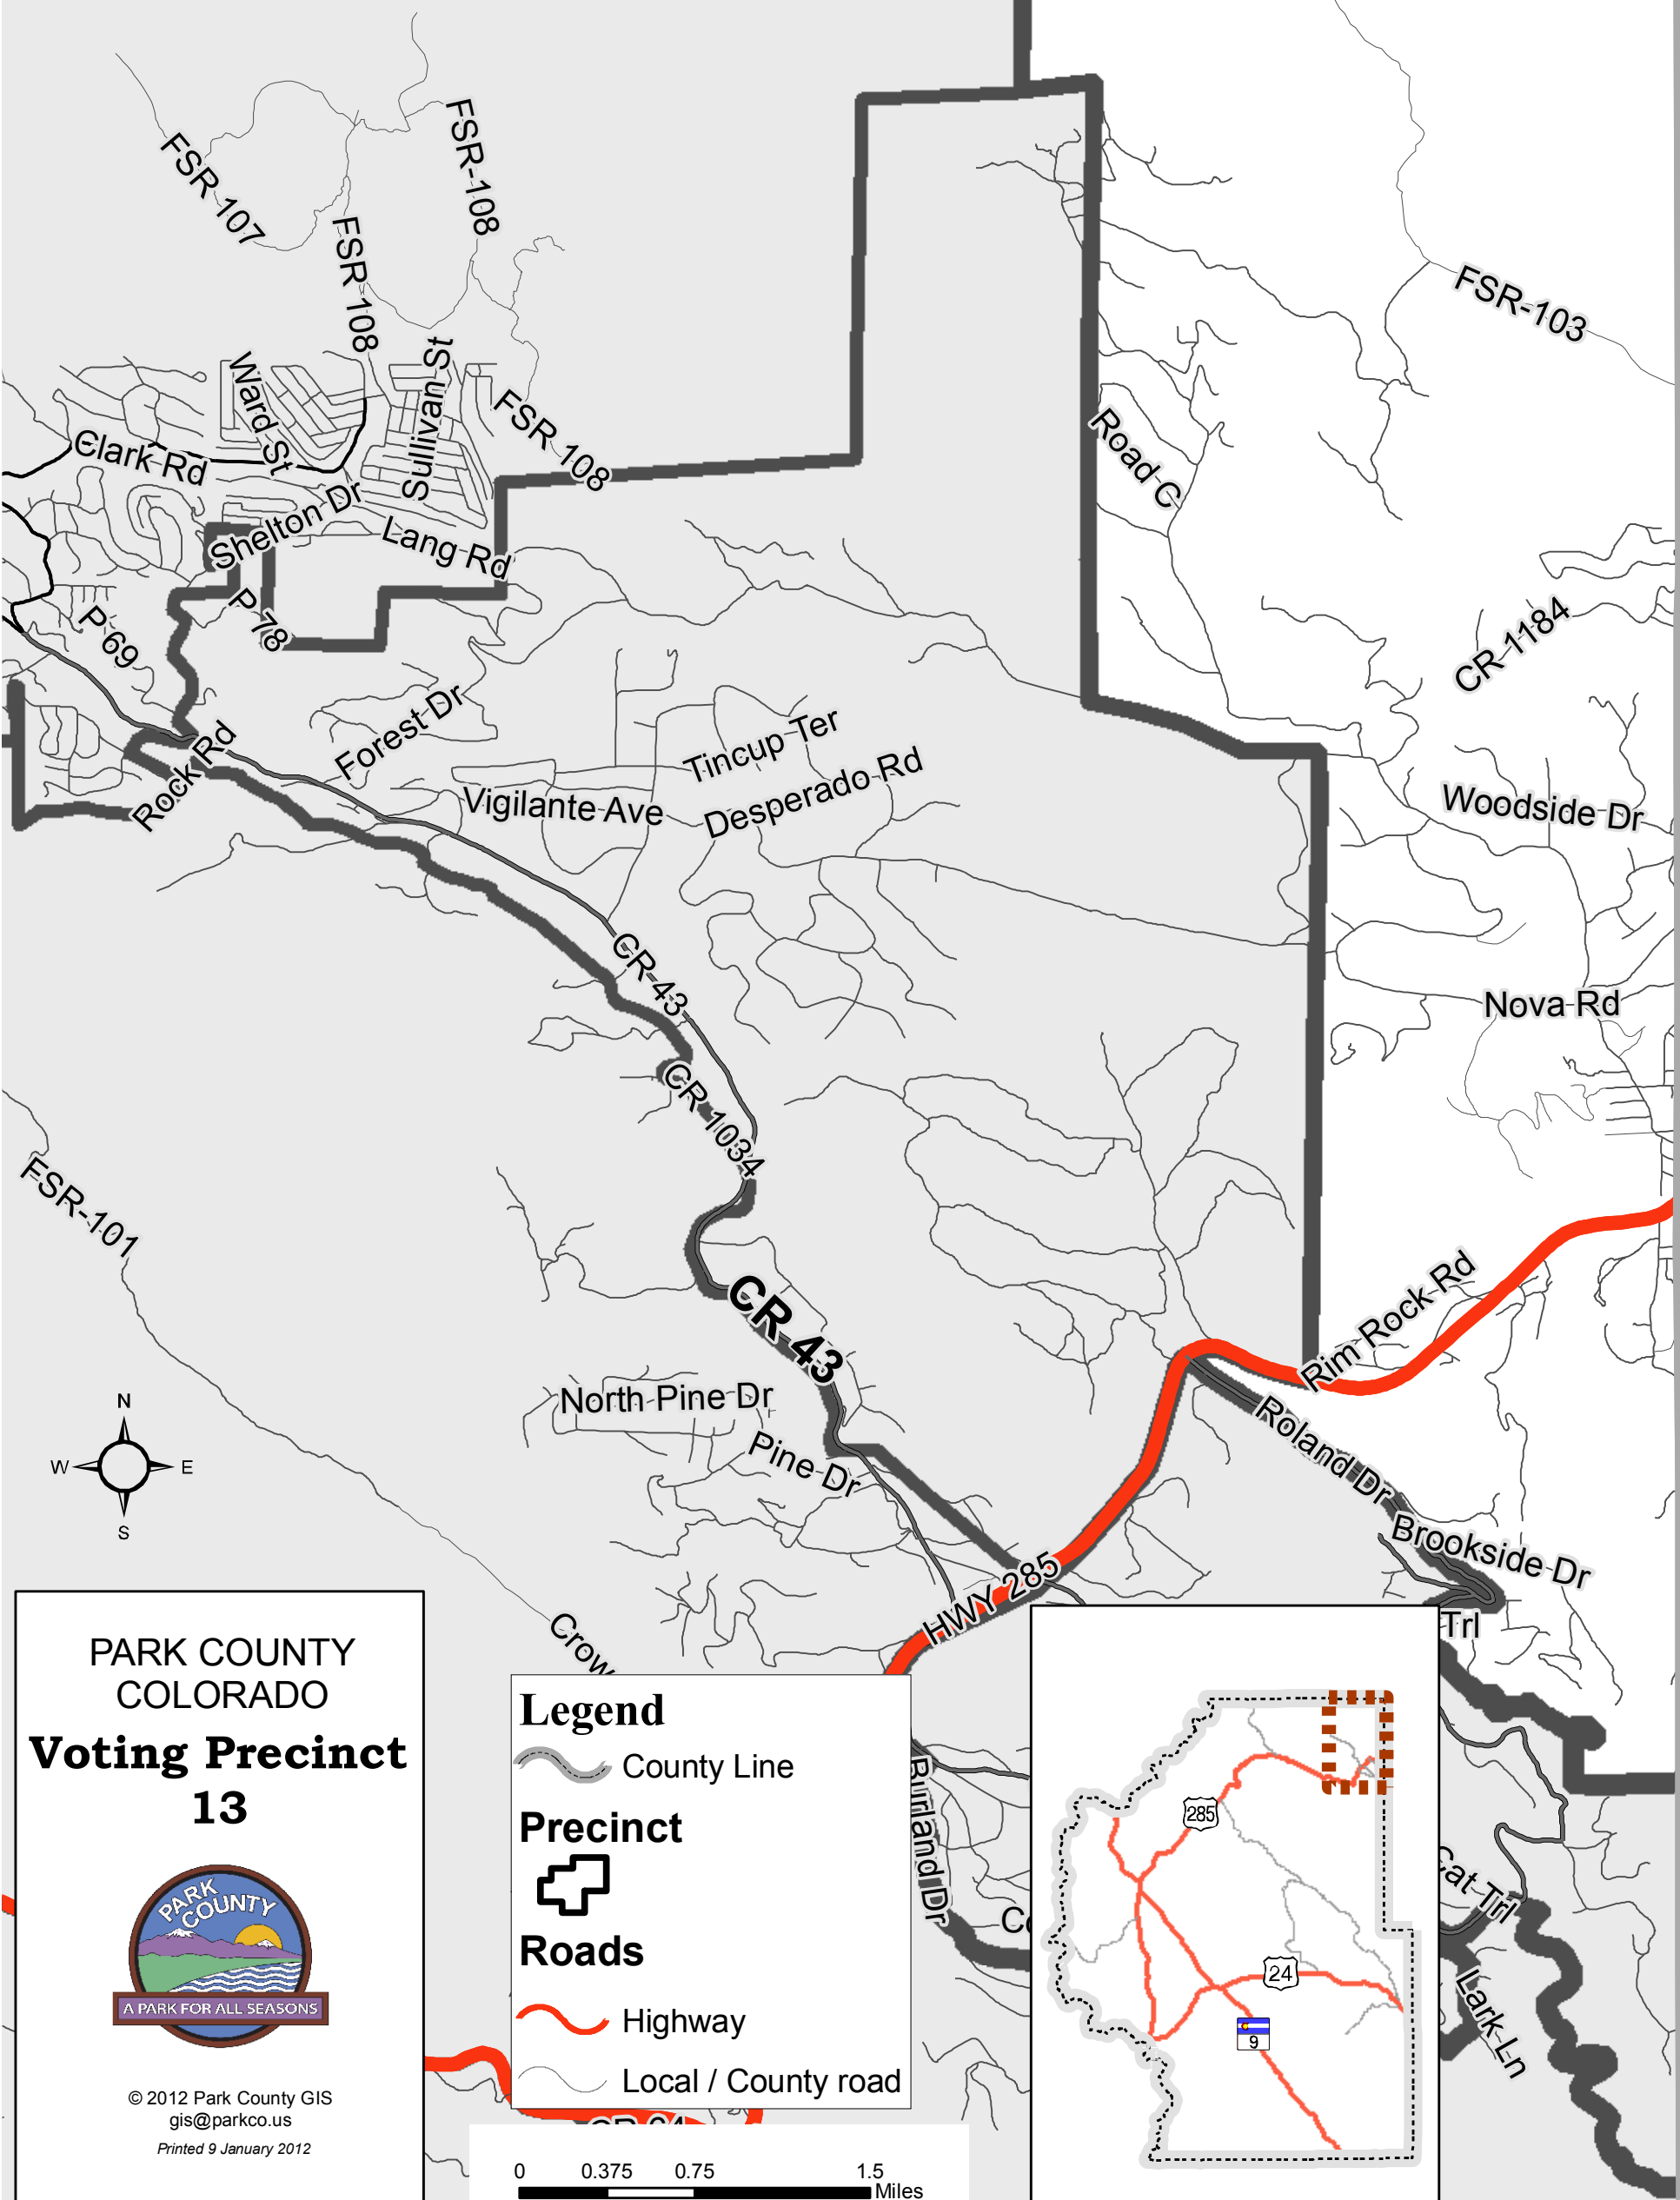 FSR 107
FSR-108
FSR 108
FSR-103
Ward St
Sullivan St
FSR 108
Clark Rd
Road C
Shelton Dr
Lang Rd
P 78
P 69
CR 1184
Forest Dr
Rock Rd
Tincup Ter
Vigilante Ave
Desperado Rd
Woodside Dr
CR 43
Nova Rd
CR 1034
FSR-101
CR 43
Rim Rock Rd
North Pine Dr
Pine Dr
Roland Dr
Brookside Dr
HWY 285
Trl
Crow
N
W
E
S
PARK COUNTY
COLORADO
Voting Precinct
13
PARK
COUNTY
A PARK FOR ALL SEASONS
© 2012 Park County GIS
gis@parkco.us
Printed 9 January 2012
Legend
County Line
Precinct
Roads
Highway
Local / County road
Burland Dr
285
24
9
Cat Trl
Lark Ln
0
0.375
0.75
1.5
Miles